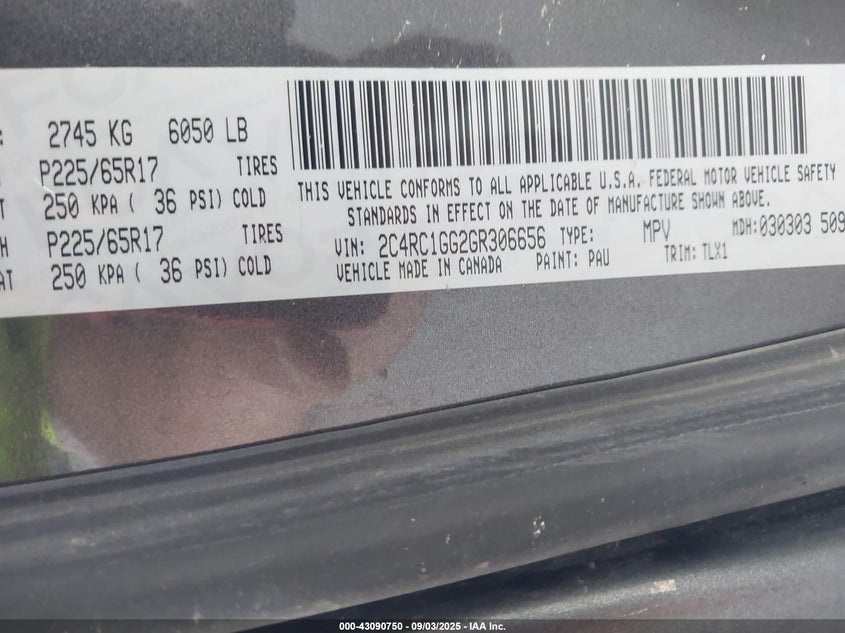 : 2745 KG 6050 LB
P225/65R17 TIRES
T 250 KPA ( 36 PSI) COLD
H P225/65R17 TIRES
AT 250 KPA ( 36 PSI) COLD
THIS VEHICLE CONFORMS TO ALL APPLICABLE U.S.A. FEDERAL MOTOR VEHICLE SAFETY
STANDARDS IN EFFECT ON THE DATE OF MANUFACTURE SHOWN ABOVE.
VIN: 2C4RC1GG2GR306656 TYPE: MPV MDH: 030303 509
VEHICLE MADE IN CANADA PAINT: PAU TRIM: TLX1
000-43090750 - 09/03/2025 - IAA Inc.